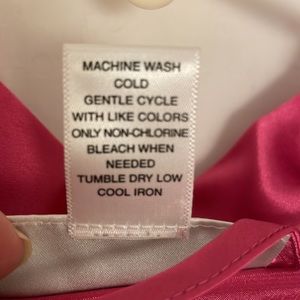 MACHINE WASH
COLD
GENTLE CYCLE
WITH LIKE COLORS
ONLY NON-CHLORINE
BLEACH WHEN
NEEDED
TUMBLE DRY LOW
COOL IRON